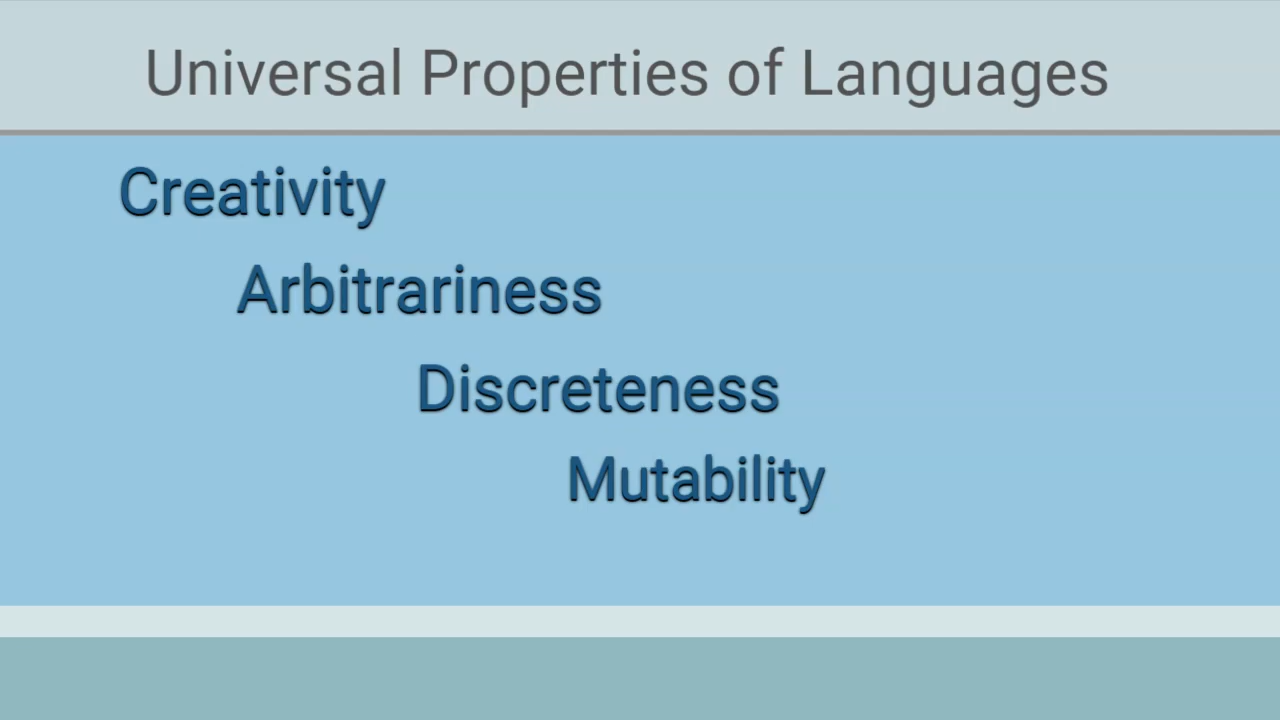 Universal Properties of Languages
Creativity
Arbitrariness
Discreteness
Mutability